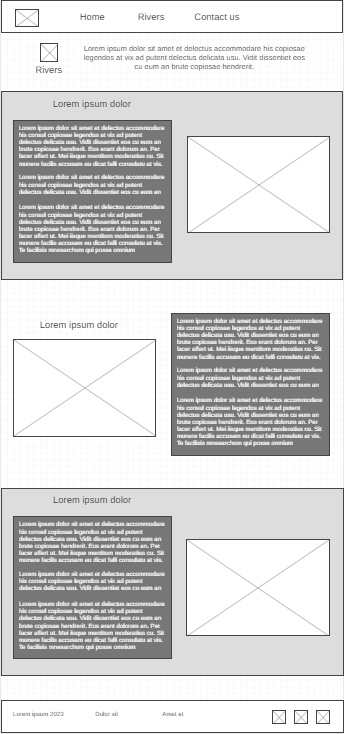 Home Rivers Contact us
Rivers
Lorem ipsum dolor sit amet et delectus accommodare his copiosae
legendos at vix ad putent delectus delicata usu. Vidit dissentiet eos
cu eum an brute copiosae hendrerit.
Lorem ipsum dolor
Lorem ipsum dolor sit amet et delectus accommodare
his consul copiosae legendos at vix ad putent
delectus delicata usu. Vidit dissentiet eos cu eum an
brute copiosae hendrerit. Eos erant dolorum an. Per
facer affert ut. Mei iisque mentitum moderatius cu. Sit
munere facilis accusam eu dicat falli consulatu at vis.
Lorem ipsum dolor sit amet et delectus accommodare
his consul copiosae legendos at vix ad putent
delectus delicata usu. Vidit dissentiet eos cu eum an
Lorem ipsum dolor sit amet et delectus accommodare
his consul copiosae legendos at vix ad putent
delectus delicata usu. Vidit dissentiet eos cu eum an
brute copiosae hendrerit. Eos erant dolorum an. Per
facer affert ut. Mei iisque mentitum moderatius cu. Sit
munere facilis accusam eu dicat falli consulatu at vis.
Te facilisis mnesarchum qui posse omnium
Lorem ipsum dolor
Lorem ipsum dolor sit amet et delectus accommodare
his consul copiosae legendos at vix ad putent
delectus delicata usu. Vidit dissentiet eos cu eum an
brute copiosae hendrerit. Eos erant dolorum an. Per
facer affert ut. Mei iisque mentitum moderatius cu. Sit
munere facilis accusam eu dicat falli consulatu at vis.
Lorem ipsum dolor sit amet et delectus accommodare
his consul copiosae legendos at vix ad putent
delectus delicata usu. Vidit dissentiet eos cu eum an
Lorem ipsum dolor sit amet et delectus accommodare
his consul copiosae legendos at vix ad putent
delectus delicata usu. Vidit dissentiet eos cu eum an
brute copiosae hendrerit. Eos erant dolorum an. Per
facer affert ut. Mei iisque mentitum moderatius cu. Sit
munere facilis accusam eu dicat falli consulatu at vis.
Te facilisis mnesarchum qui posse omnium
Lorem ipsum dolor
Lorem ipsum dolor sit amet et delectus accommodare
his consul copiosae legendos at vix ad putent
delectus delicata usu. Vidit dissentiet eos cu eum an
brute copiosae hendrerit. Eos erant dolorum an. Per
facer affert ut. Mei iisque mentitum moderatius cu. Sit
munere facilis accusam eu dicat falli consulatu at vis.
Lorem ipsum dolor sit amet et delectus accommodare
his consul copiosae legendos at vix ad putent
delectus delicata usu. Vidit dissentiet eos cu eum an
Lorem ipsum dolor sit amet et delectus accommodare
his consul copiosae legendos at vix ad putent
delectus delicata usu. Vidit dissentiet eos cu eum an
brute copiosae hendrerit. Eos erant dolorum an. Per
facer affert ut. Mei iisque mentitum moderatius cu. Sit
munere facilis accusam eu dicat falli consulatu at vis.
Te facilisis mnesarchum qui posse omnium
Lorem ipsum 2023 Dolor sit Amet et